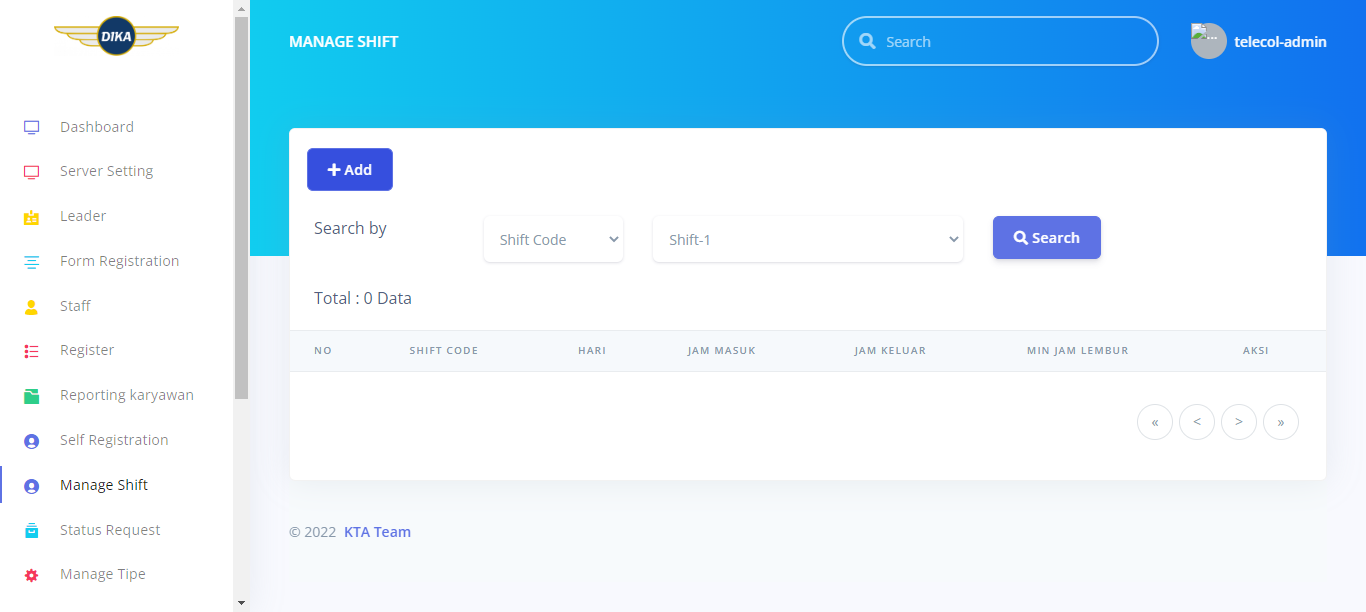 DIKA
MANAGE SHIFT
Search
telecol-admin
Dashboard
Server Setting
Leader
Form Registration
Staff
Register
Reporting karyawan
Self Registration
Manage Shift
Status Request
Manage Tipe
Add
Search by
Shift Code
Shift-1
Search
Total : 0 Data
NO SHIFT CODE HARI JAM MASUK JAM KELUAR MIN JAM LEMBUR AKSI
« < > »
© 2022 KTA Team